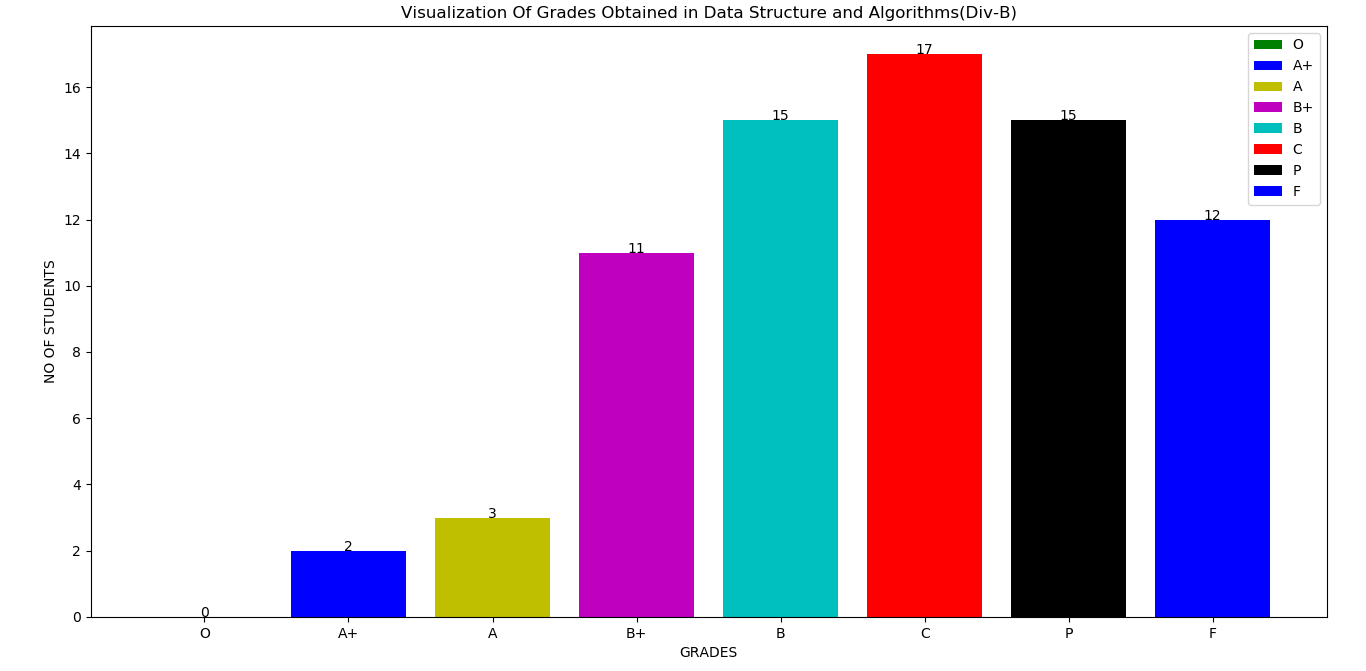 Visualization Of Grades Obtained in Data Structure and Algorithms(Div-B)
NO OF STUDENTS
16
14
12
10
8
6
4
2
0
0
2
3
11
15
17
15
12
O
A+
A
B+
B
C
P
F
GRADES
O
A+
A
B+
B
C
P
F